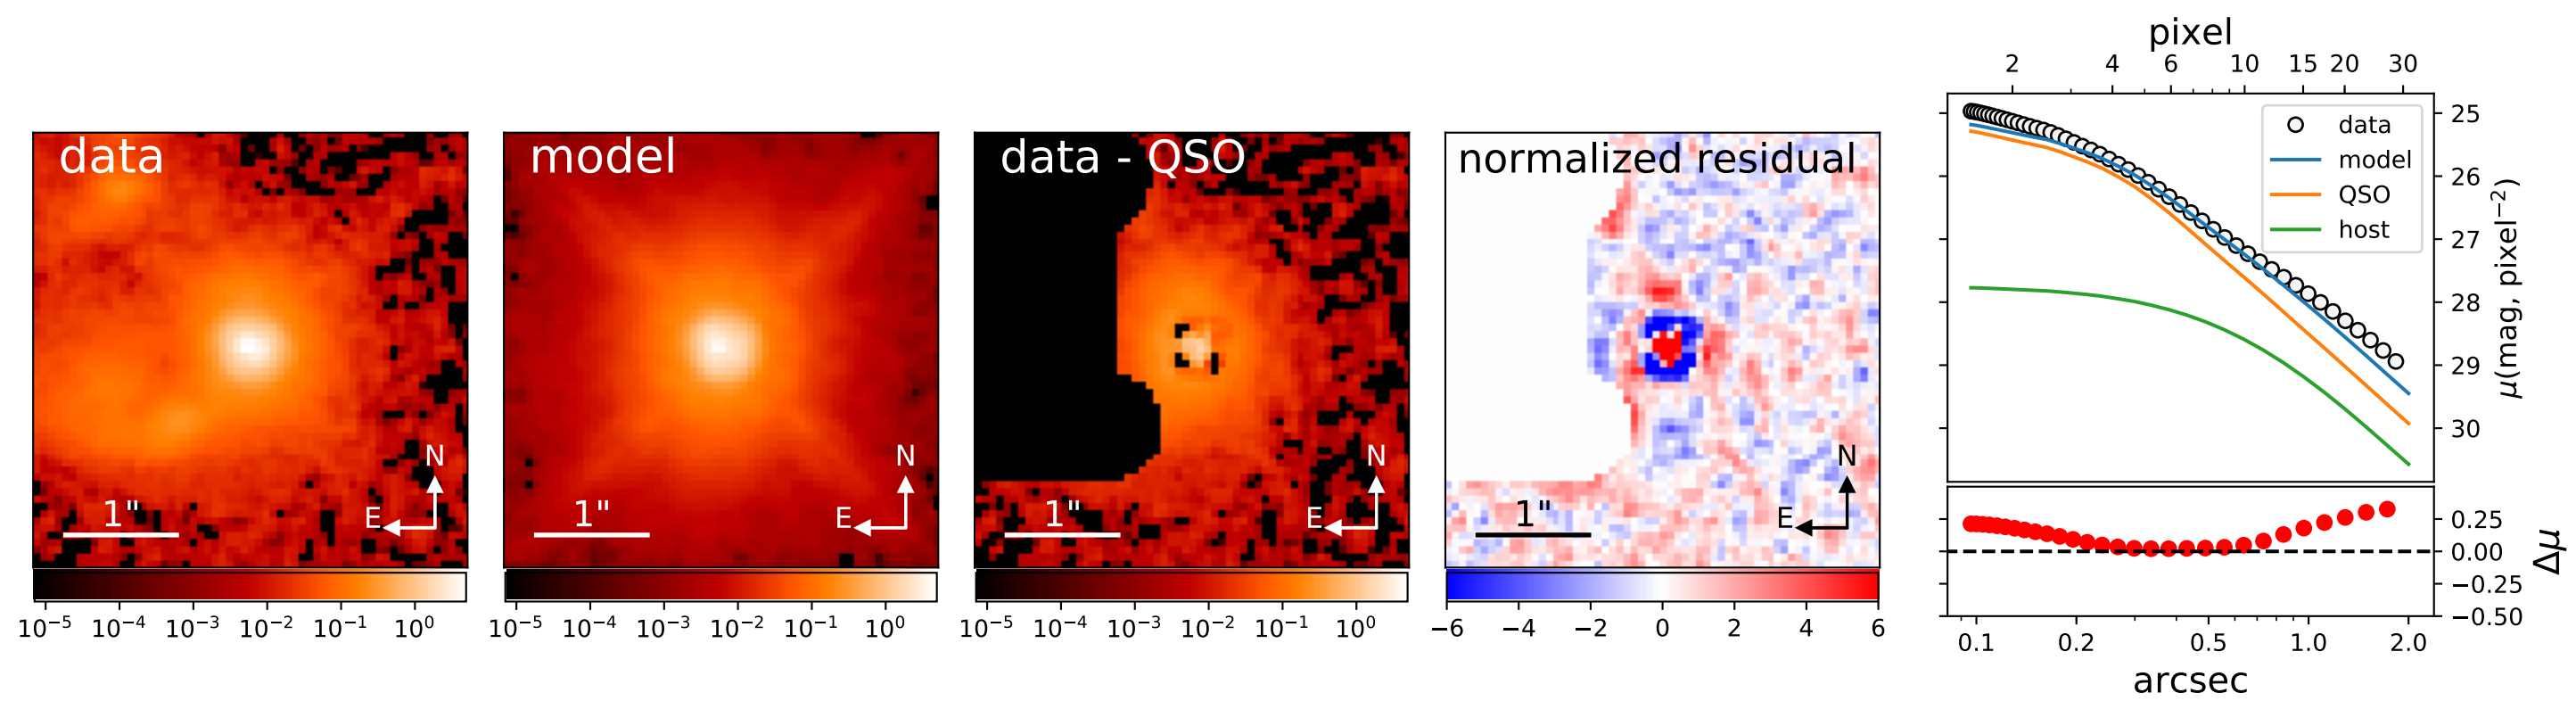 data
N
E
1"
10⁻⁵ 10⁻⁴ 10⁻³ 10⁻² 10⁻¹ 10⁰
model
N
E
1"
10⁻⁵ 10⁻⁴ 10⁻³ 10⁻² 10⁻¹ 10⁰
data - QSO
N
E
1"
10⁻⁵ 10⁻⁴ 10⁻³ 10⁻² 10⁻¹ 10⁰
normalized residual
N
E
1"
−6 −4 −2 0 2 4 6
pixel
2 4 6 10 15 20 30
data
model
QSO
host
25
26
27
28
29
30
μ(mag, pixel⁻²)
0.25
0.00
−0.25
−0.50
Δμ
0.1 0.2 0.5 1.0 2.0
arcsec